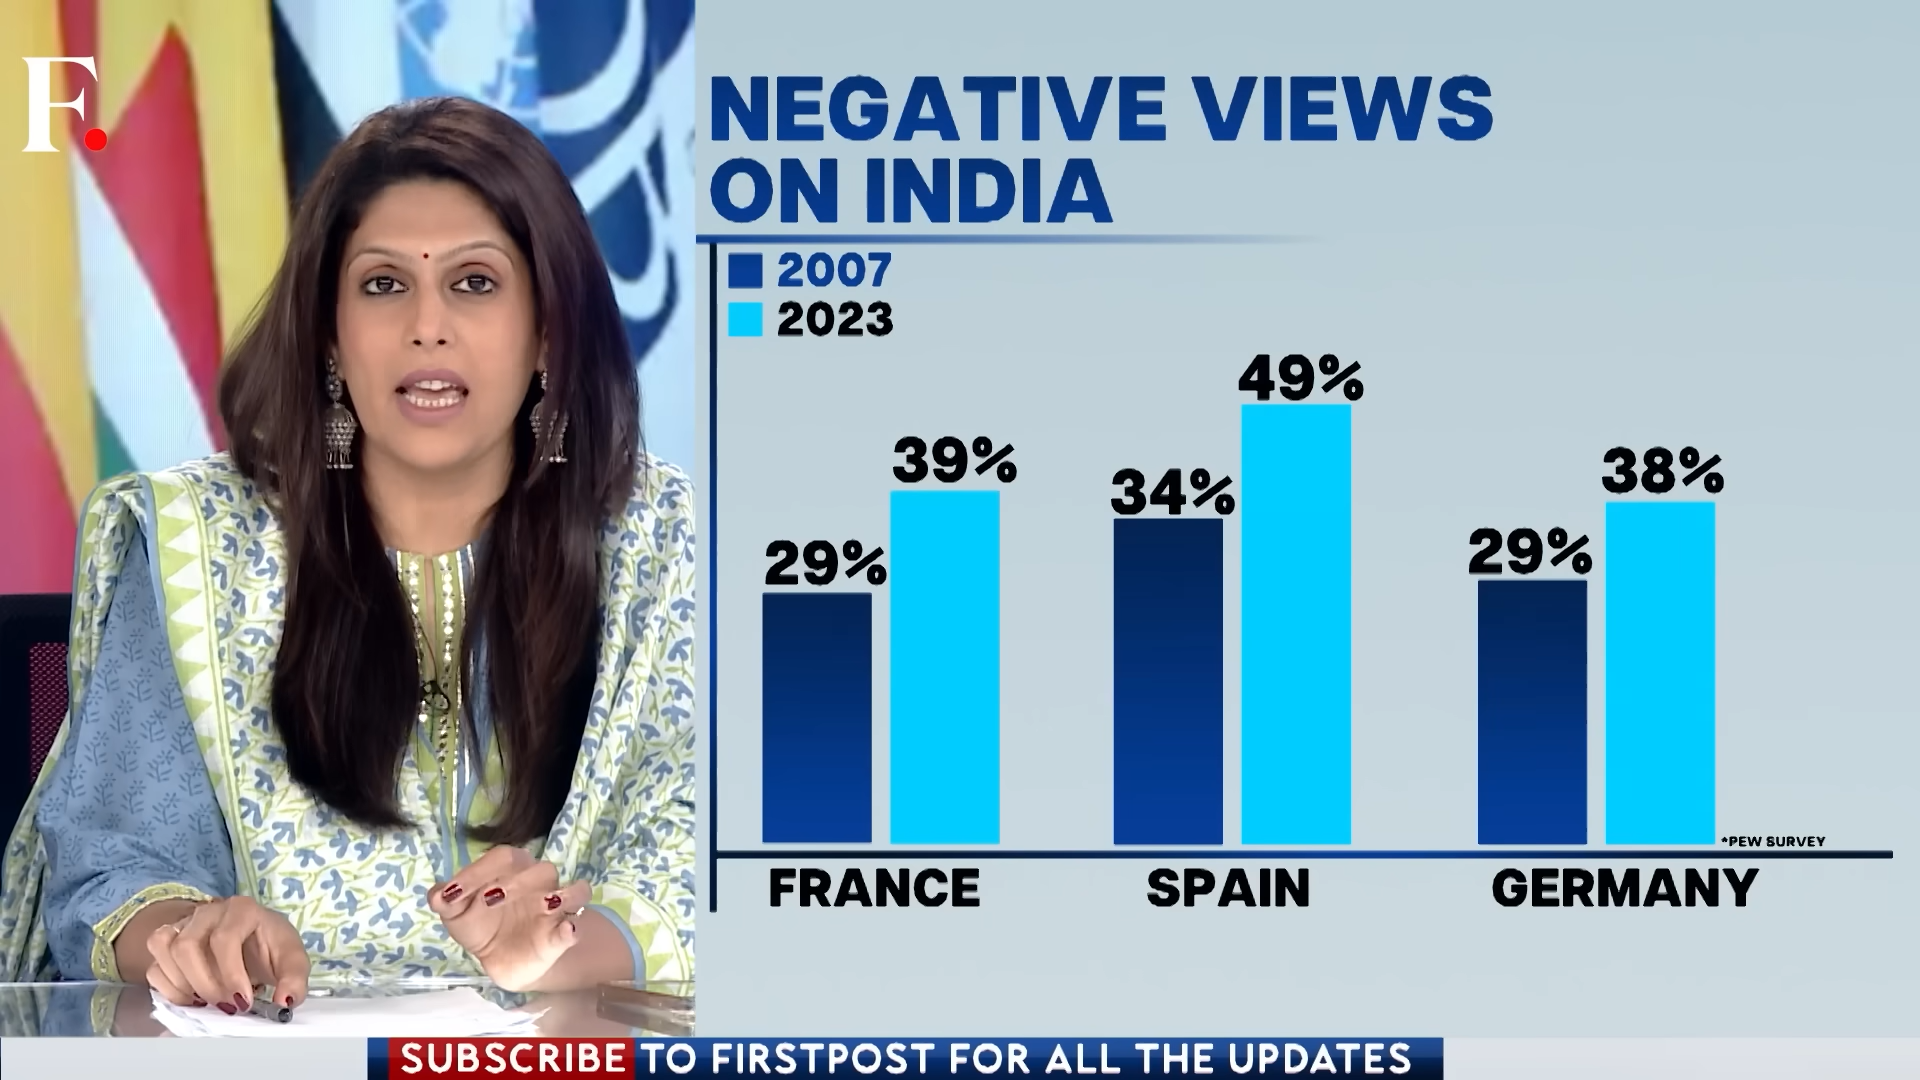 F.
NEGATIVE VIEWS
ON INDIA
2007
2023
29%
39%
34%
49%
29%
38%
*PEW SURVEY
FRANCE
SPAIN
GERMANY
SUBSCRIBE TO FIRSTPOST FOR ALL THE UPDATES